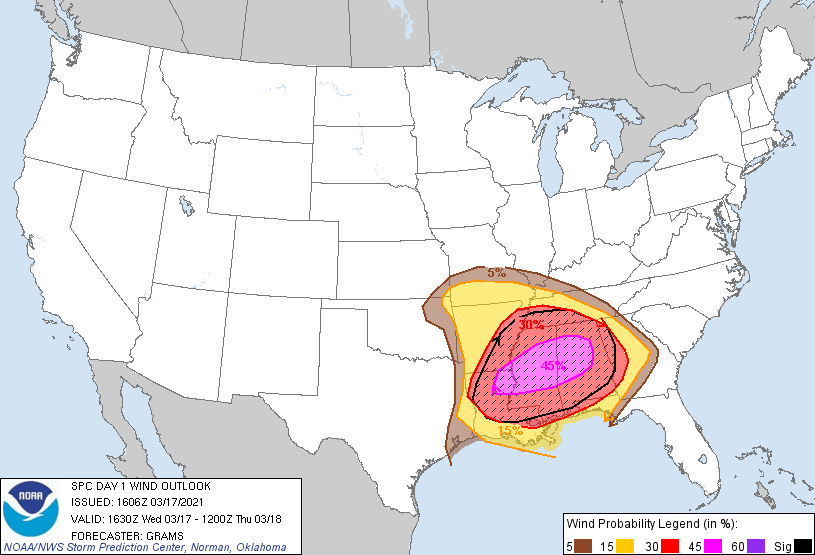 5%
30%
45%
15%
NOAA
SPC DAY 1 WIND OUTLOOK
ISSUED: 1606Z 03/17/2021
VALID: 1630Z Wed 03/17 - 1200Z Thu 03/18
FORECASTER: GRAMS
NOAA/NWS Storm Prediction Center, Norman, Oklahoma
Wind Probability Legend (in %):
5 15 30 45 60 Sig